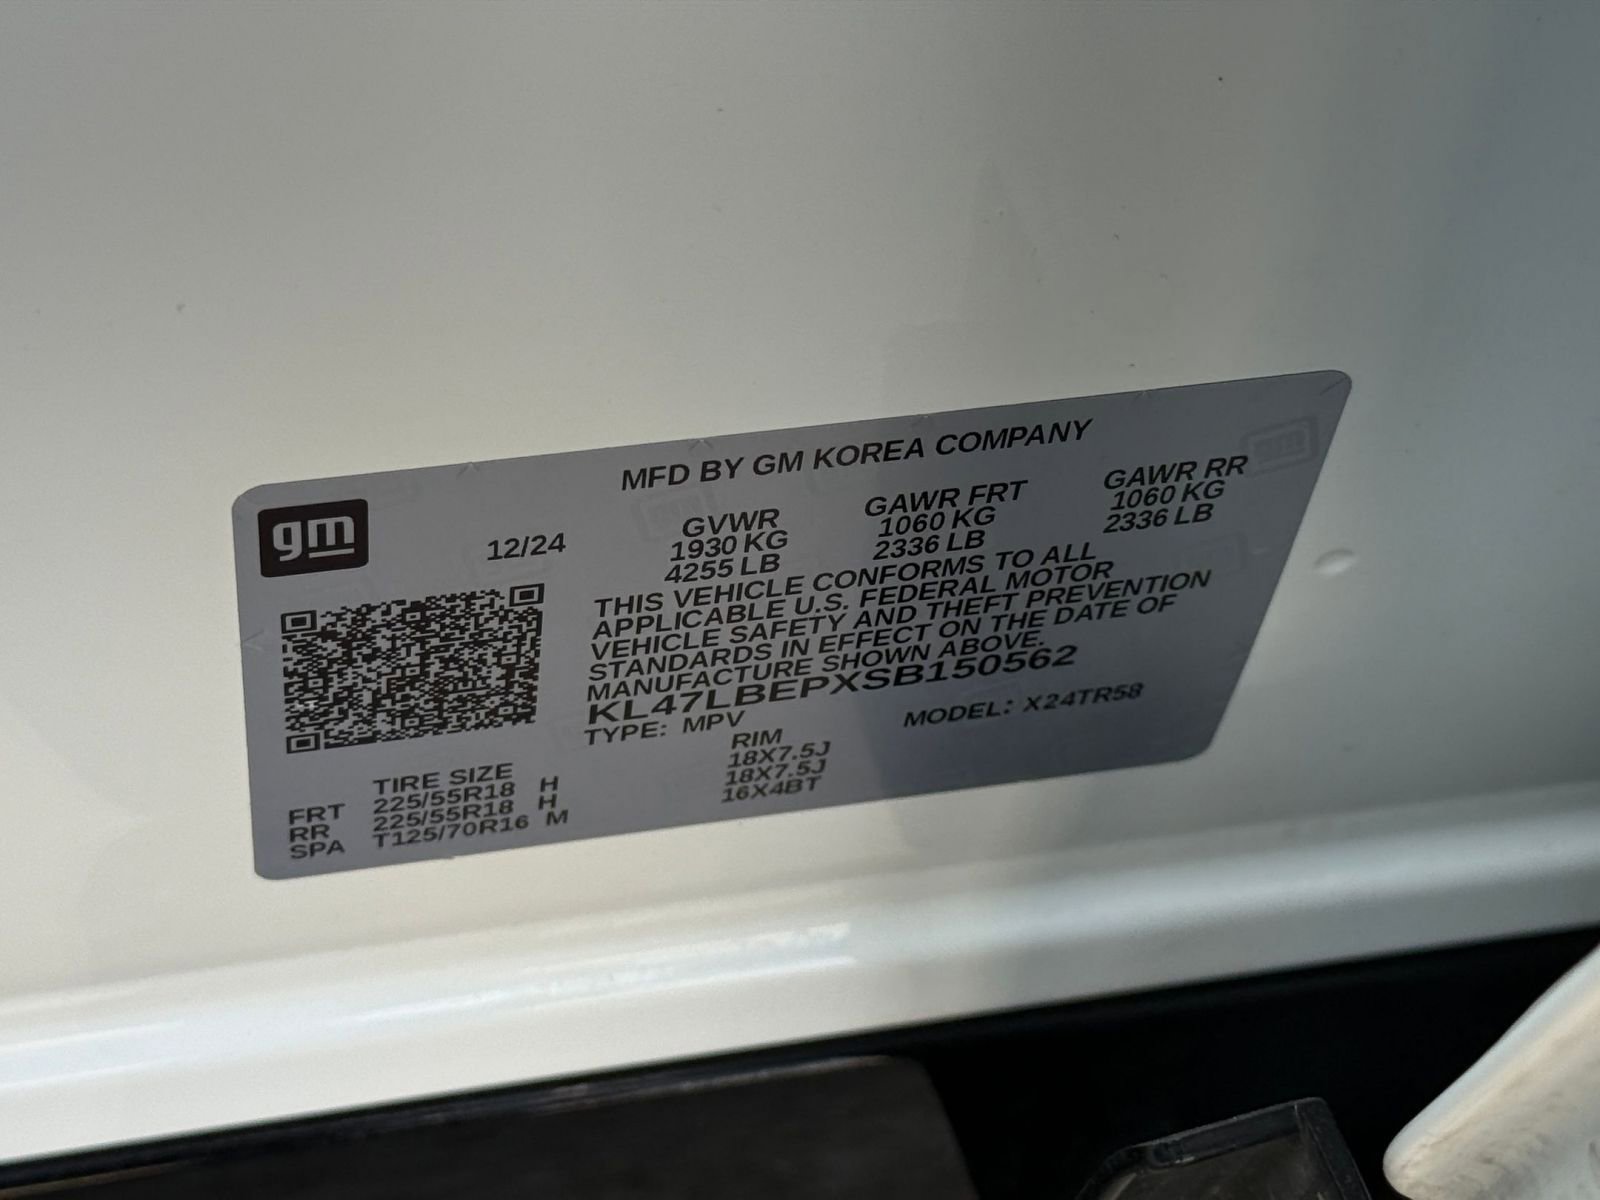 MFD BY GM KOREA COMPANY
gm
12/24
GVWR GAWR FRT GAWR RR
1930 KG 1060 KG 1060 KG
4255 LB 2336 LB 2336 LB
THIS VEHICLE CONFORMS TO ALL
APPLICABLE U.S. FEDERAL MOTOR
VEHICLE SAFETY AND THEFT PREVENTION
STANDARDS IN EFFECT ON THE DATE OF
MANUFACTURE SHOWN ABOVE.
KL47LBEPXSB150562
TYPE: MPV MODEL: X24TR58
TIRE SIZE RIM
FRT 225/55R18 H 18X7.5J
RR 225/55R18 H 18X7.5J
SPA T125/70R16 M 16X4BT